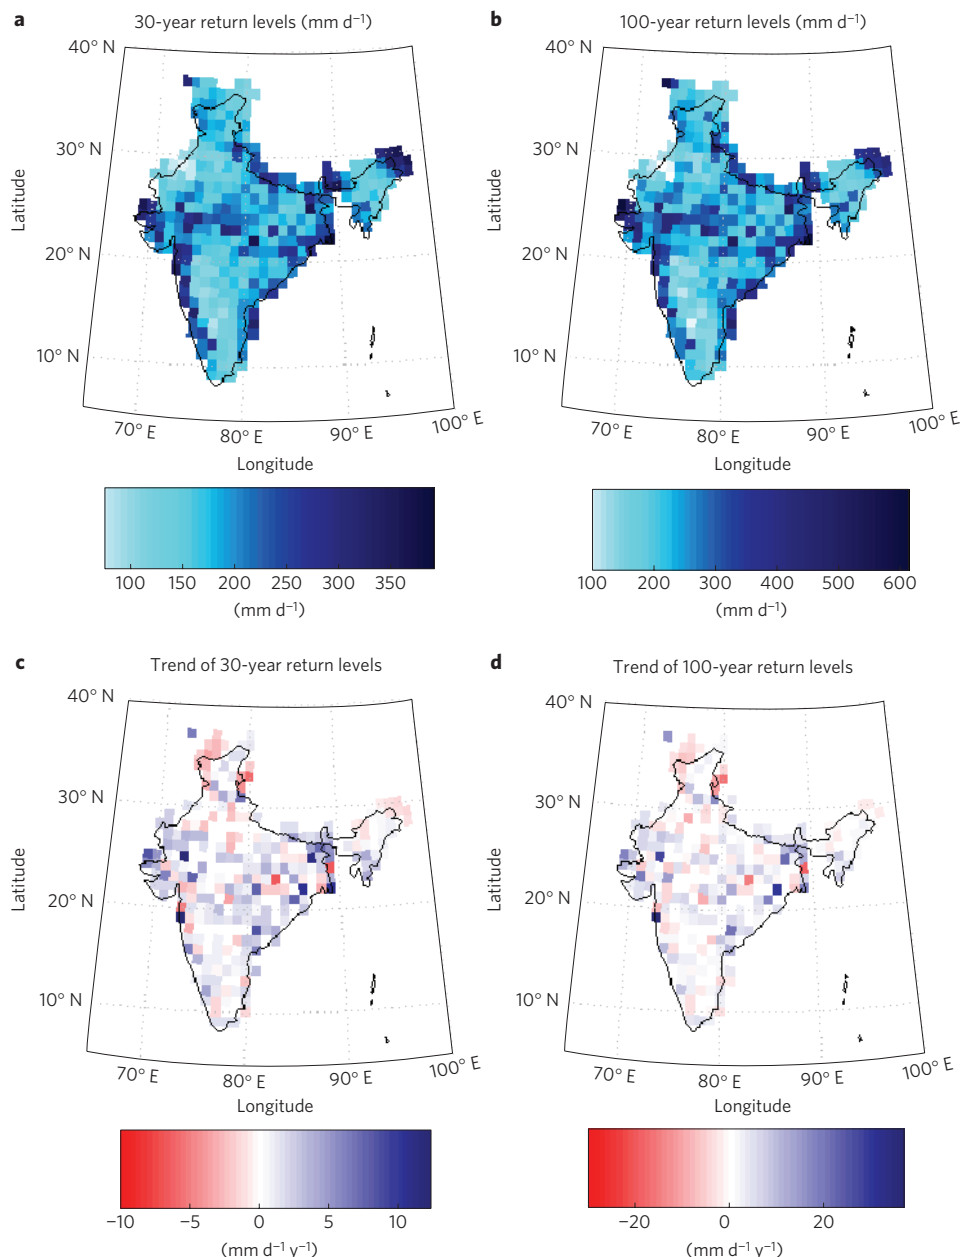 a
30-year return levels (mm d⁻¹)
40° N
30° N
20° N
10° N
Latitude
70° E
80° E
90° E
100° E
Longitude
100 150 200 250 300 350
(mm d⁻¹)
b
100-year return levels (mm d⁻¹)
40° N
30° N
20° N
10° N
Latitude
70° E
80° E
90° E
100° E
Longitude
100 200 300 400 500 600
(mm d⁻¹)
c
Trend of 30-year return levels
40° N
30° N
20° N
10° N
Latitude
70° E
80° E
90° E
100° E
Longitude
−10 −5 0 5 10
(mm d⁻¹ y⁻¹)
d
Trend of 100-year return levels
40° N
30° N
20° N
10° N
Latitude
70° E
80° E
90° E
100° E
Longitude
−20 0 20
(mm d⁻¹ y⁻¹)